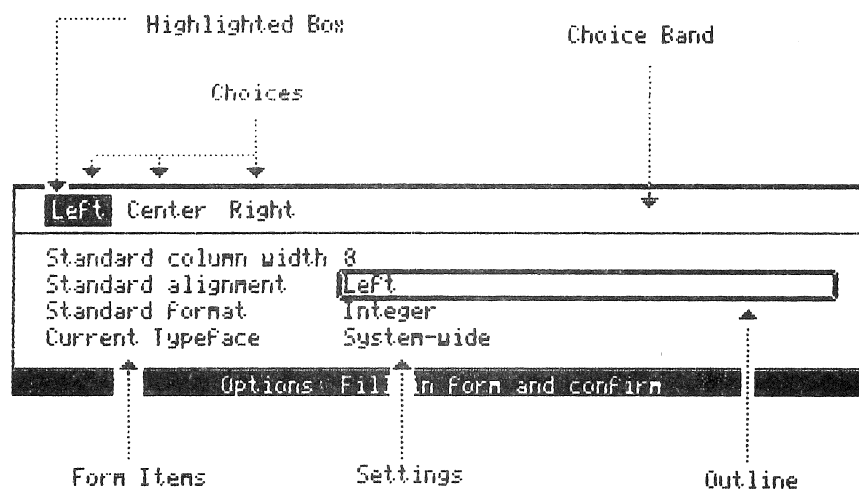 Highlighted Box
Choice Band
Choices
Left Center Right
Standard column width 8
Standard alignment Left
Standard format Integer
Current Typeface System-wide
Options: Fill in form and confirm
Form Items
Settings
Outline